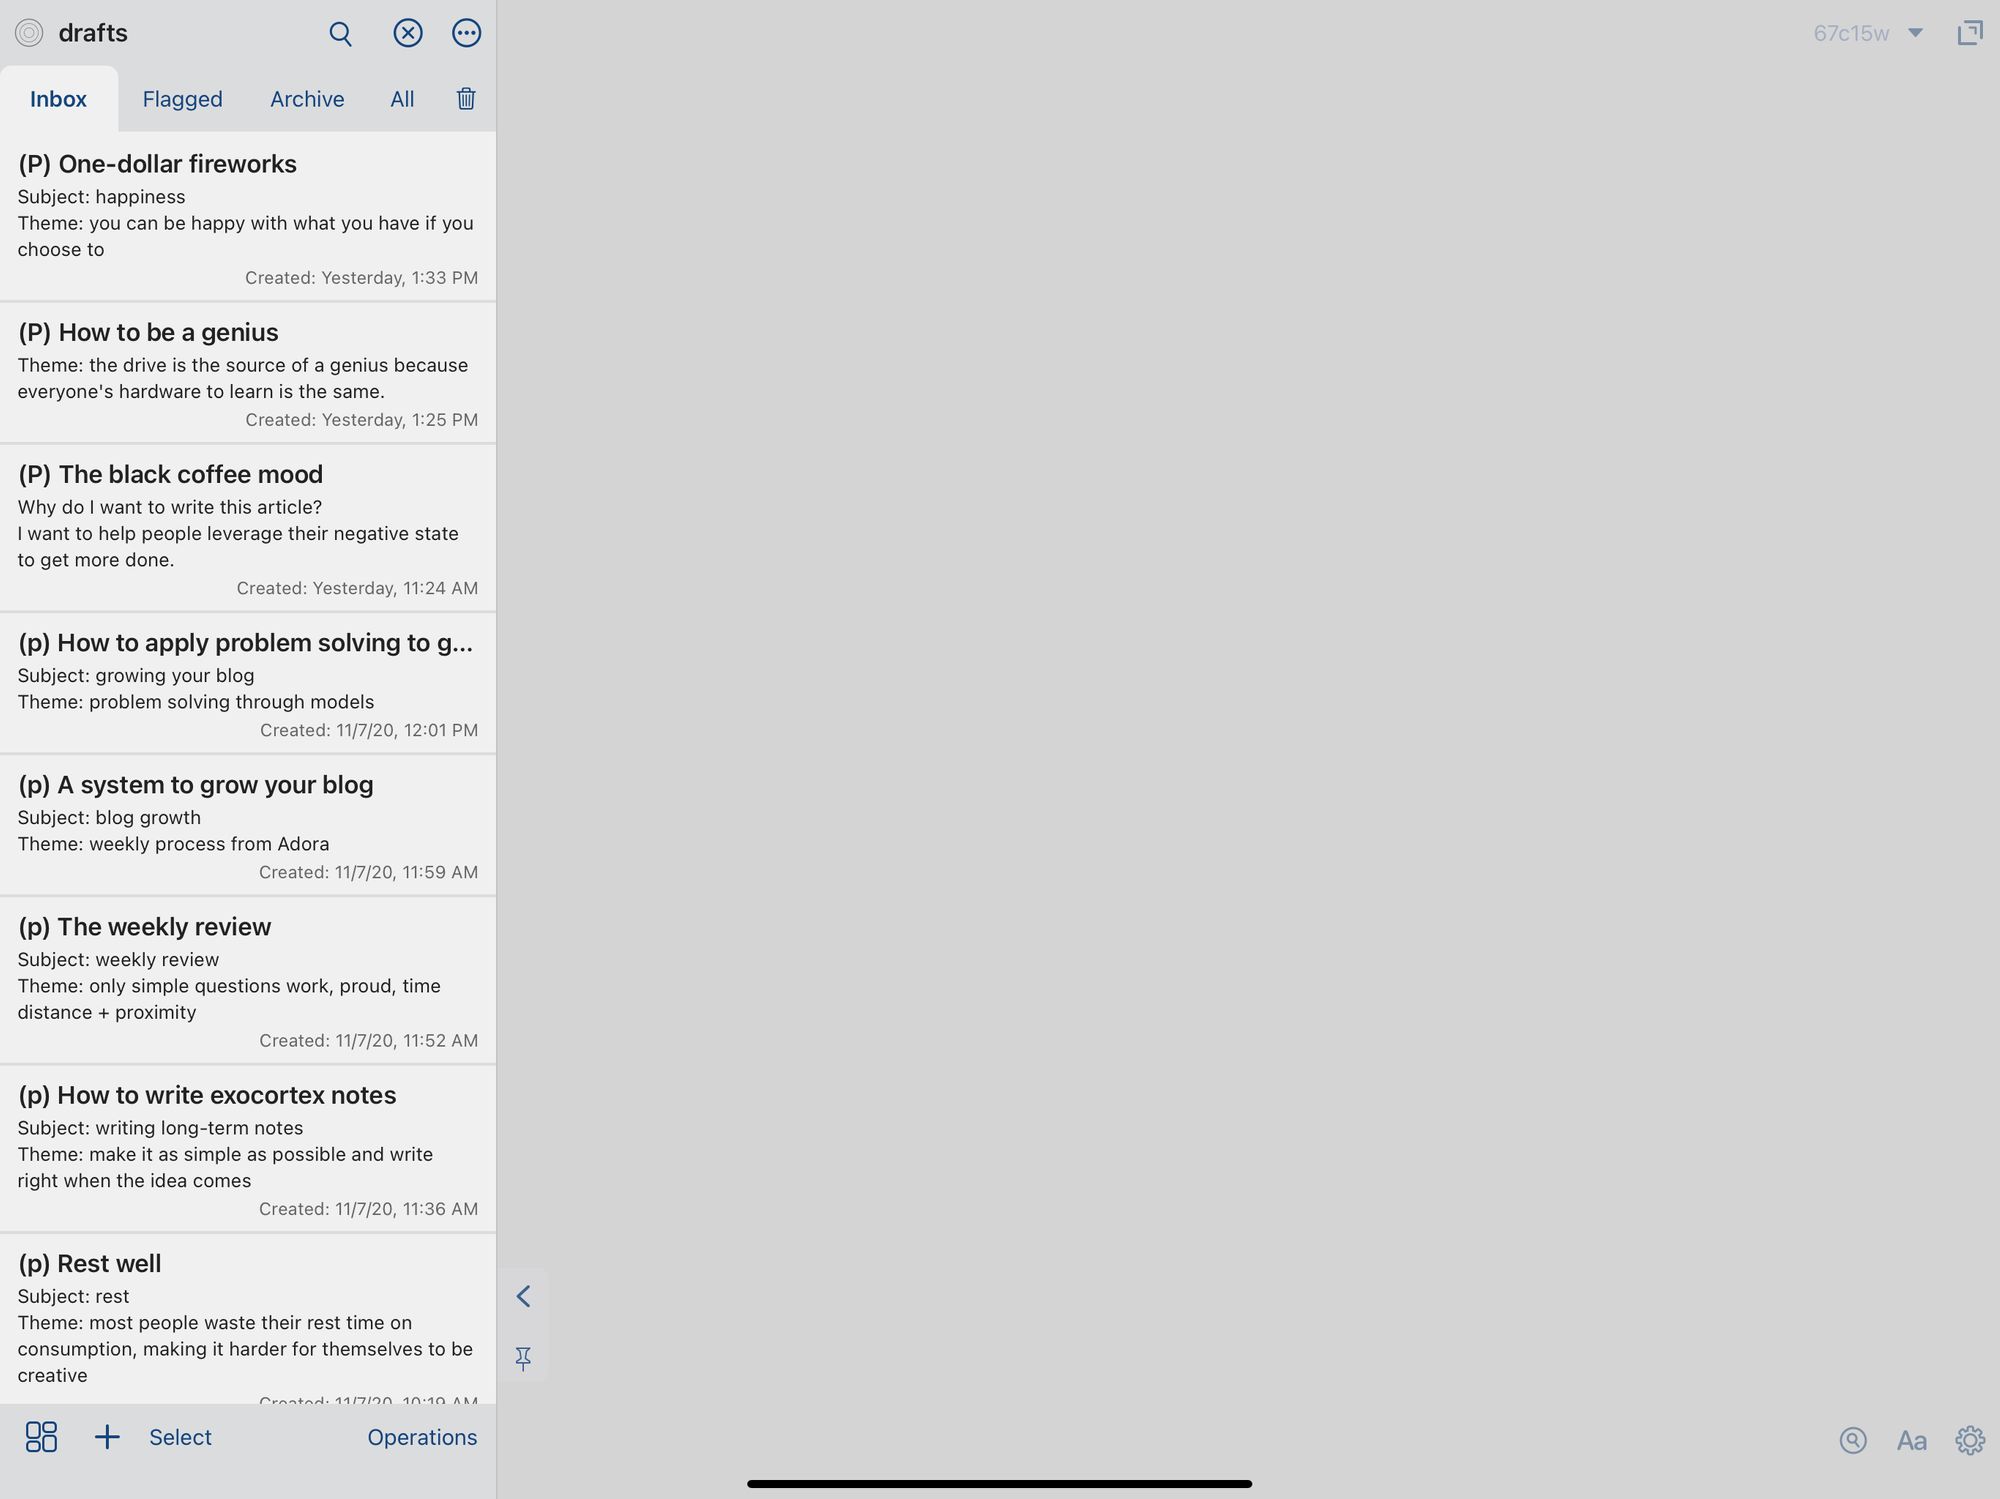 drafts
67c15w
Inbox
Flagged
Archive
All
(P) One-dollar fireworks
Subject: happiness
Theme: you can be happy with what you have if you
choose to
Created: Yesterday, 1:33 PM
(P) How to be a genius
Theme: the drive is the source of a genius because
everyone's hardware to learn is the same.
Created: Yesterday, 1:25 PM
(P) The black coffee mood
Why do I want to write this article?
I want to help people leverage their negative state
to get more done.
Created: Yesterday, 11:24 AM
(p) How to apply problem solving to g...
Subject: growing your blog
Theme: problem solving through models
Created: 11/7/20, 12:01 PM
(p) A system to grow your blog
Subject: blog growth
Theme: weekly process from Adora
Created: 11/7/20, 11:59 AM
(p) The weekly review
Subject: weekly review
Theme: only simple questions work, proud, time
distance + proximity
Created: 11/7/20, 11:52 AM
(p) How to write exocortex notes
Subject: writing long-term notes
Theme: make it as simple as possible and write
right when the idea comes
Created: 11/7/20, 11:36 AM
(p) Rest well
Subject: rest
Theme: most people waste their rest time on
consumption, making it harder for themselves to be
creative
Created: 11/7/20, 10:19 AM
Select
Operations
Aa